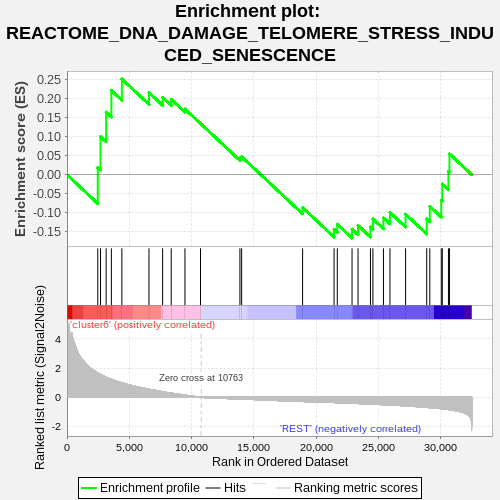 Enrichment plot:
REACTOME_DNA_DAMAGE_TELOMERE_STRESS_INDU
CED_SENESCENCE
Enrichment score (ES)
0.25
0.20
0.15
0.10
0.05
0.00
-0.05
-0.10
-0.15
'cluster6' (positively correlated)
Ranked list metric (Signal2Noise)
4
2
0
-2
Zero cross at 10763
'REST' (negatively correlated)
0
5,000
10,000
15,000
20,000
25,000
30,000
Rank in Ordered Dataset
Enrichment profile
Hits
Ranking metric scores